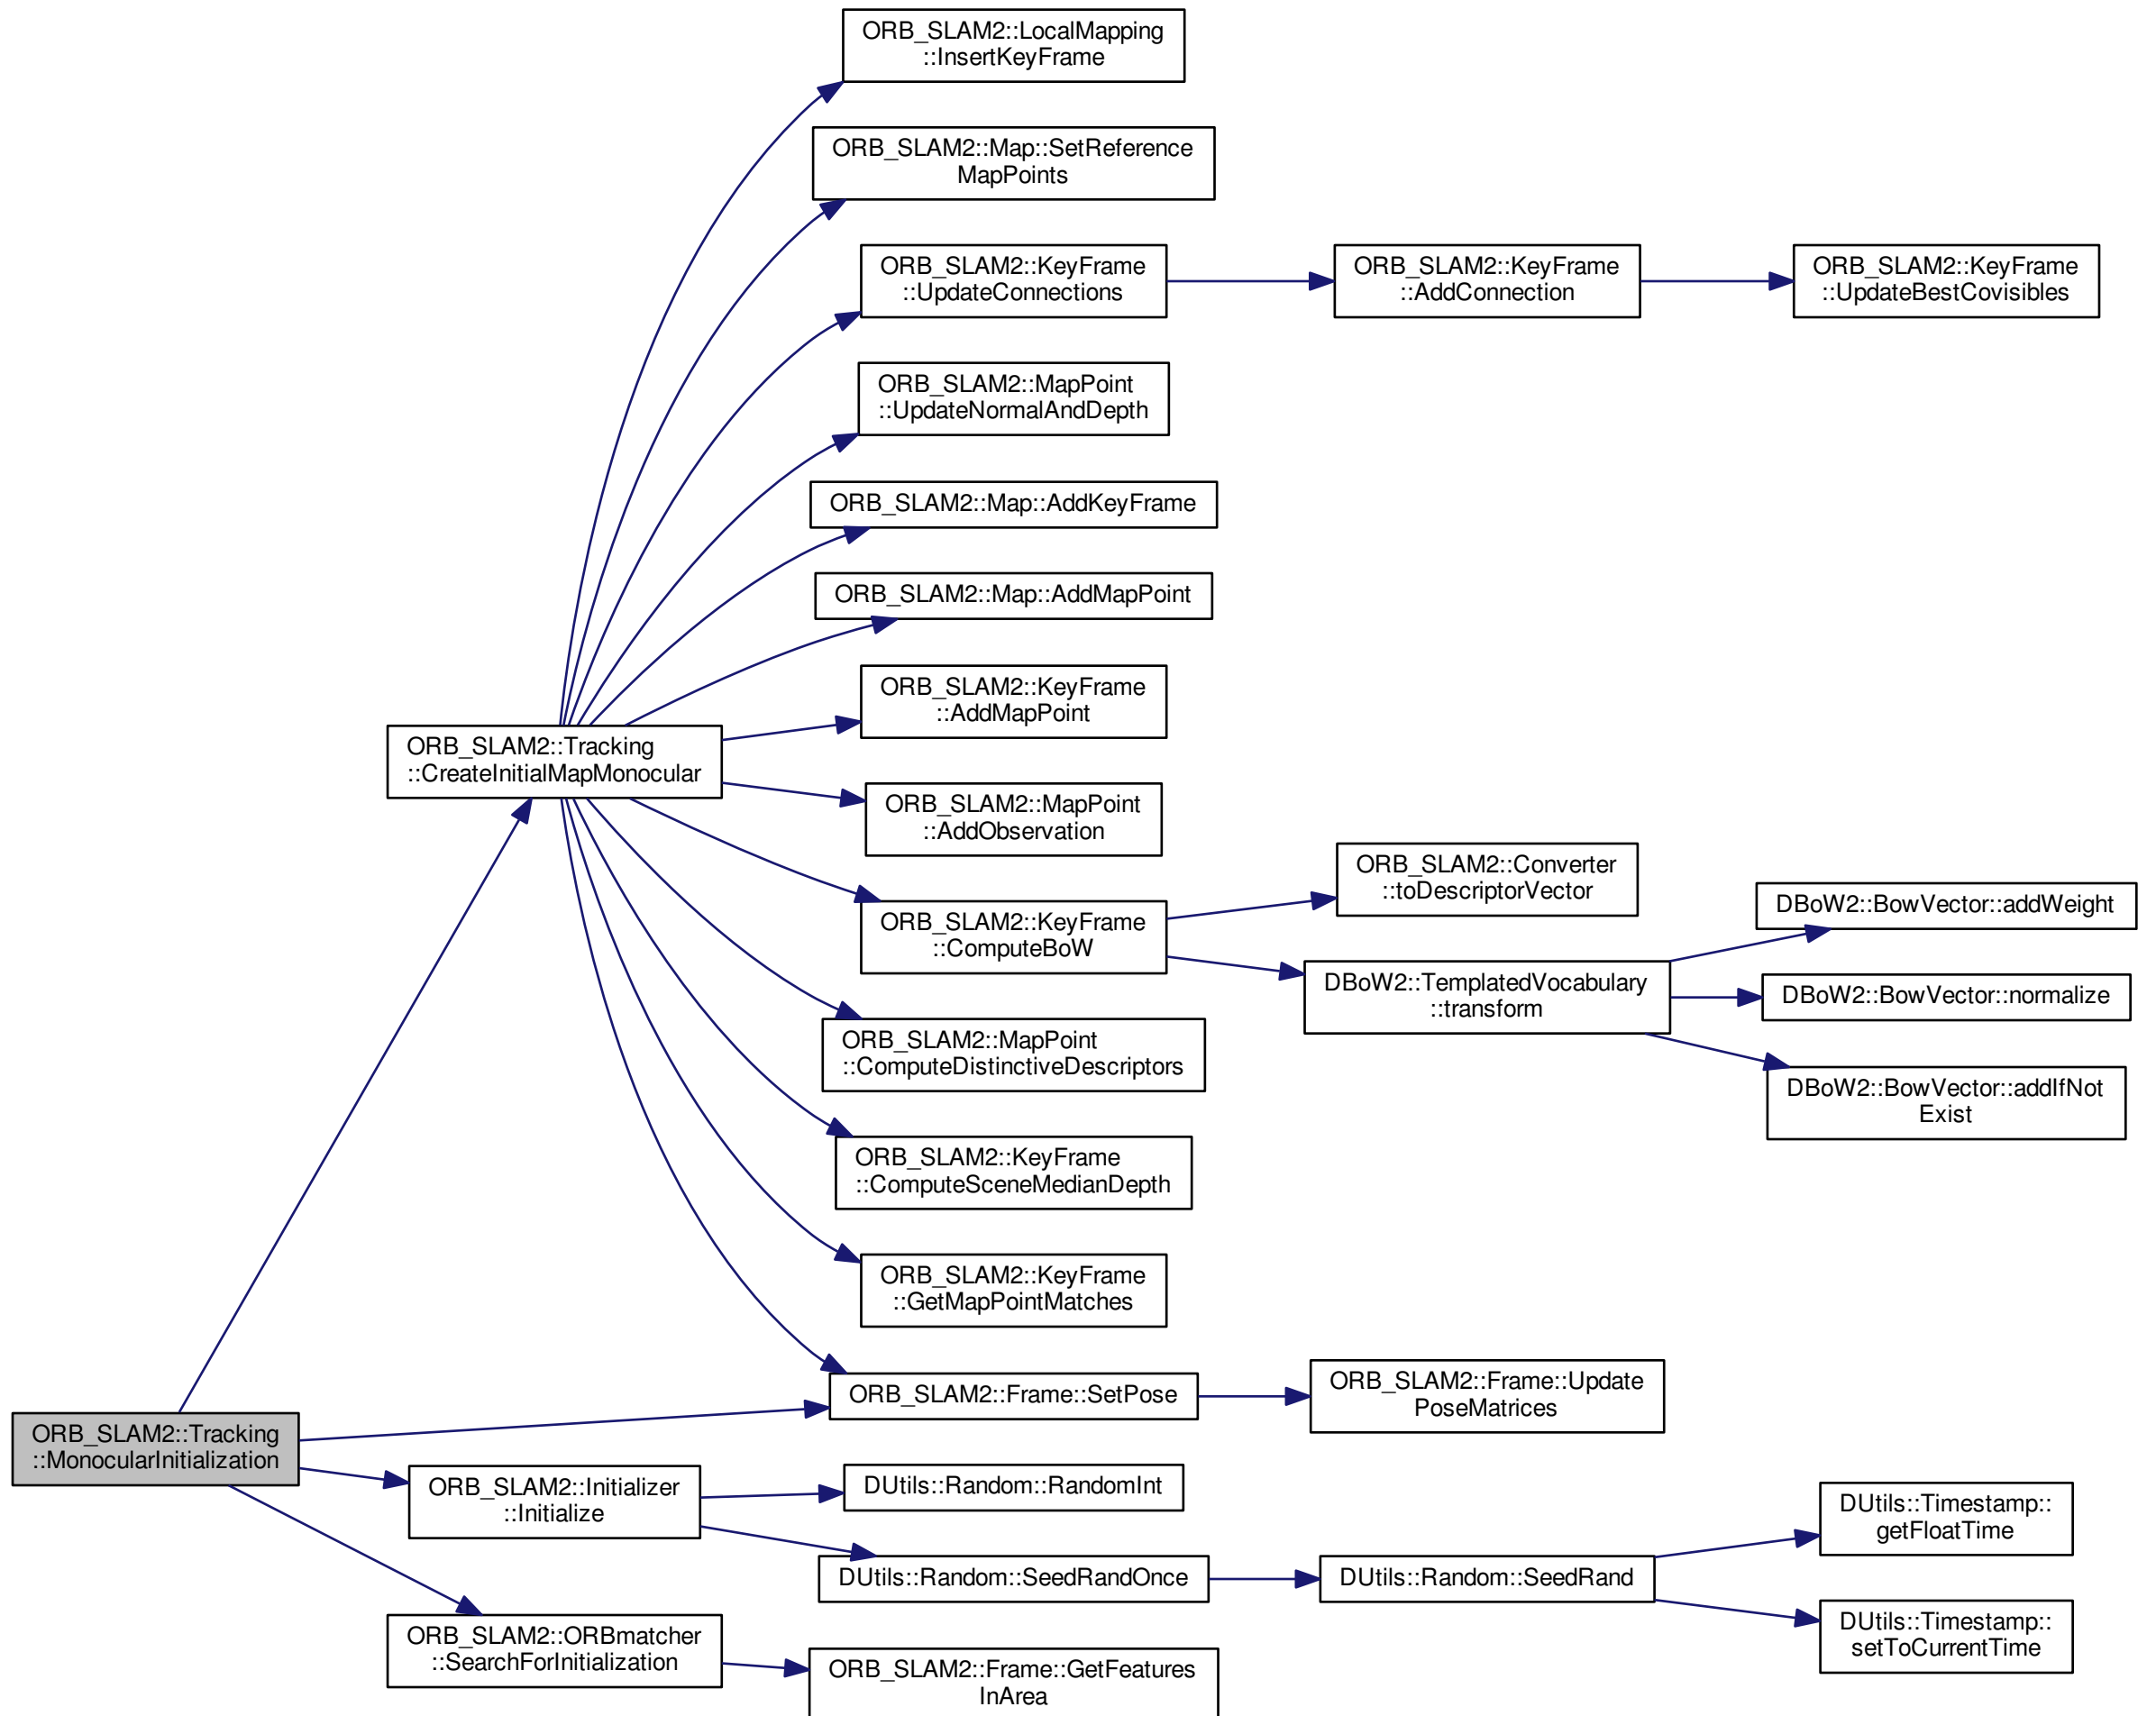 ORB_SLAM2::LocalMapping
::InsertKeyFrame
ORB_SLAM2::Map::SetReference
MapPoints
ORB_SLAM2::KeyFrame
::UpdateConnections
ORB_SLAM2::KeyFrame
::AddConnection
ORB_SLAM2::KeyFrame
::UpdateBestCovisibles
ORB_SLAM2::MapPoint
::UpdateNormalAndDepth
ORB_SLAM2::Map::AddKeyFrame
ORB_SLAM2::Map::AddMapPoint
ORB_SLAM2::KeyFrame
::AddMapPoint
ORB_SLAM2::Tracking
::CreateInitialMapMonocular
ORB_SLAM2::MapPoint
::AddObservation
ORB_SLAM2::KeyFrame
::ComputeBoW
ORB_SLAM2::Converter
::toDescriptorVector
DBoW2::TemplatedVocabulary
::transform
DBoW2::BowVector::addWeight
DBoW2::BowVector::normalize
DBoW2::BowVector::addIfNot
Exist
ORB_SLAM2::MapPoint
::ComputeDistinctiveDescriptors
ORB_SLAM2::KeyFrame
::ComputeSceneMedianDepth
ORB_SLAM2::KeyFrame
::GetMapPointMatches
ORB_SLAM2::Frame::SetPose
ORB_SLAM2::Frame::Update
PoseMatrices
ORB_SLAM2::Tracking
::MonocularInitialization
ORB_SLAM2::Initializer
::Initialize
DUtils::Random::RandomInt
DUtils::Random::SeedRandOnce
DUtils::Random::SeedRand
DUtils::Timestamp::
getFloatTime
DUtils::Timestamp::
setToCurrentTime
ORB_SLAM2::ORBmatcher
::SearchForInitialization
ORB_SLAM2::Frame::GetFeatures
InArea